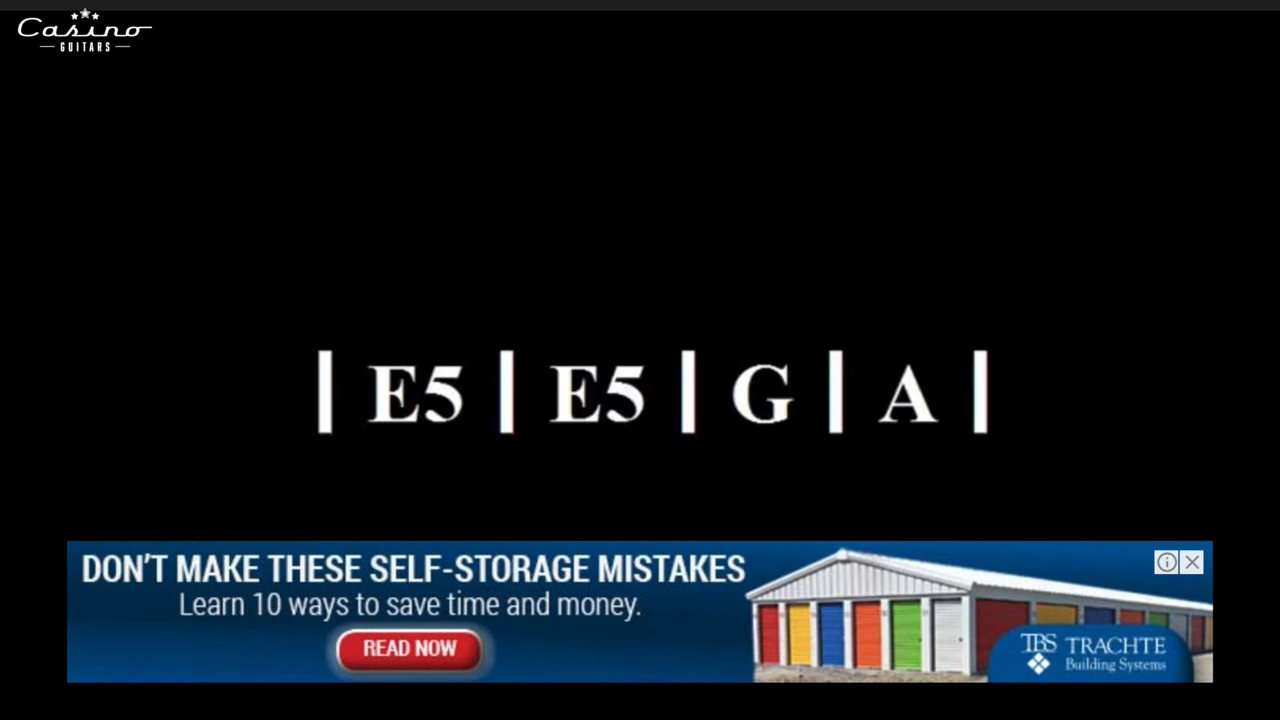 Casino
GUITARS
| E5 | E5 | G | A |
DON'T MAKE THESE SELF-STORAGE MISTAKES
Learn 10 ways to save time and money.
READ NOW
TBS TRACHTE
Building Systems